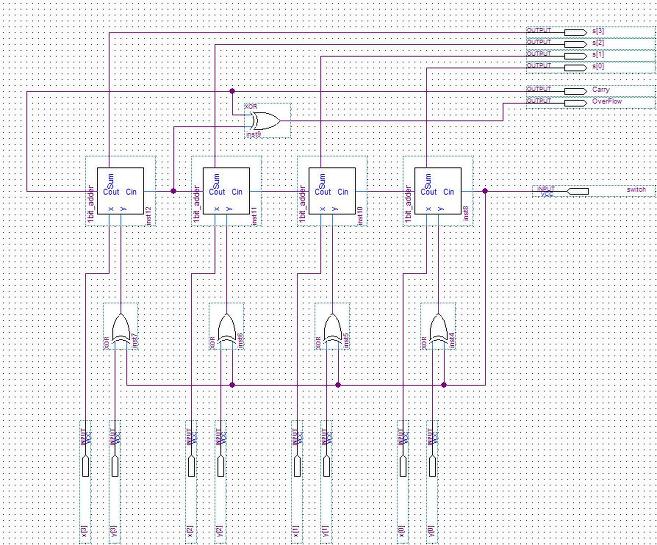 OUTPUT s[3]
OUTPUT s[2]
OUTPUT s[1]
OUTPUT s[0]
OUTPUT Carry
OUTPUT OverFlow
XOR
inst9
1bit_adder Sum Cout Cin x Y inst12
1bit_adder Sum Cout Cin x Y inst11
1bit_adder Sum Cout Cin x Y inst10
1bit_adder Sum Cout Cin x Y inst8
INPUT VCC switch
XOR inst7
XOR inst6
XOR inst5
XOR inst4
INPUT VCC x[3]
INPUT VCC y[3]
INPUT VCC x[2]
INPUT VCC y[2]
INPUT VCC x[1]
INPUT VCC y[1]
INPUT VCC x[0]
INPUT VCC y[0]